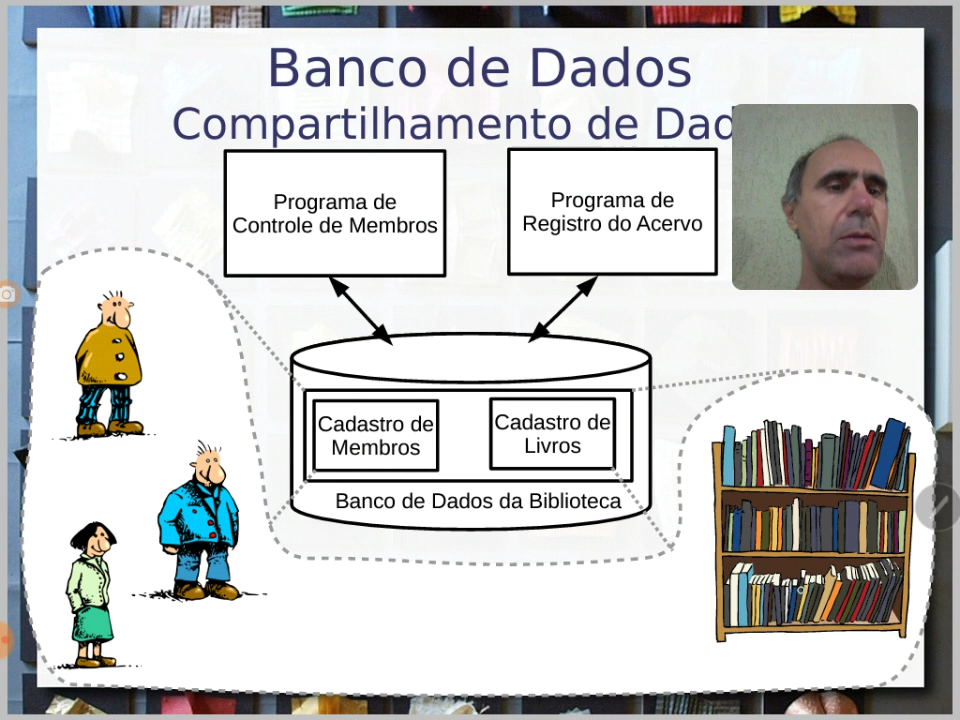 Banco de Dados
Compartilhamento de Dad
Programa de
Controle de Membros
Programa de
Registro do Acervo
Cadastro de
Membros
Cadastro de
Livros
Banco de Dados da Biblioteca